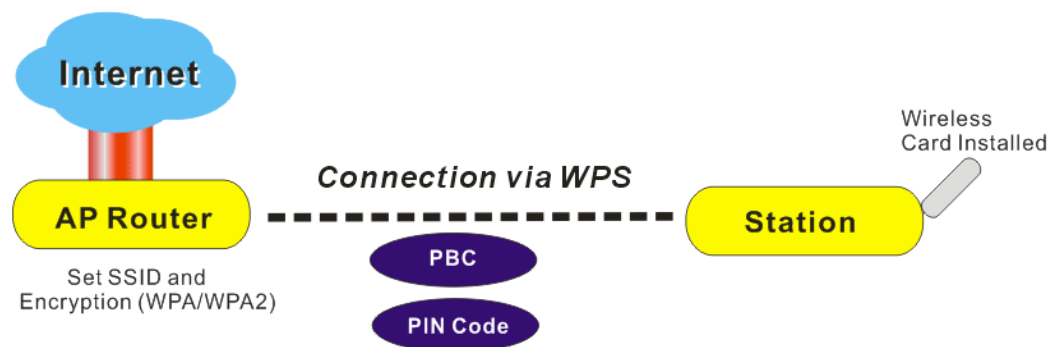 Internet
AP Router
Set SSID and
Encryption (WPA/WPA2)
Connection via WPS
PBC
PIN Code
Wireless
Card Installed
Station